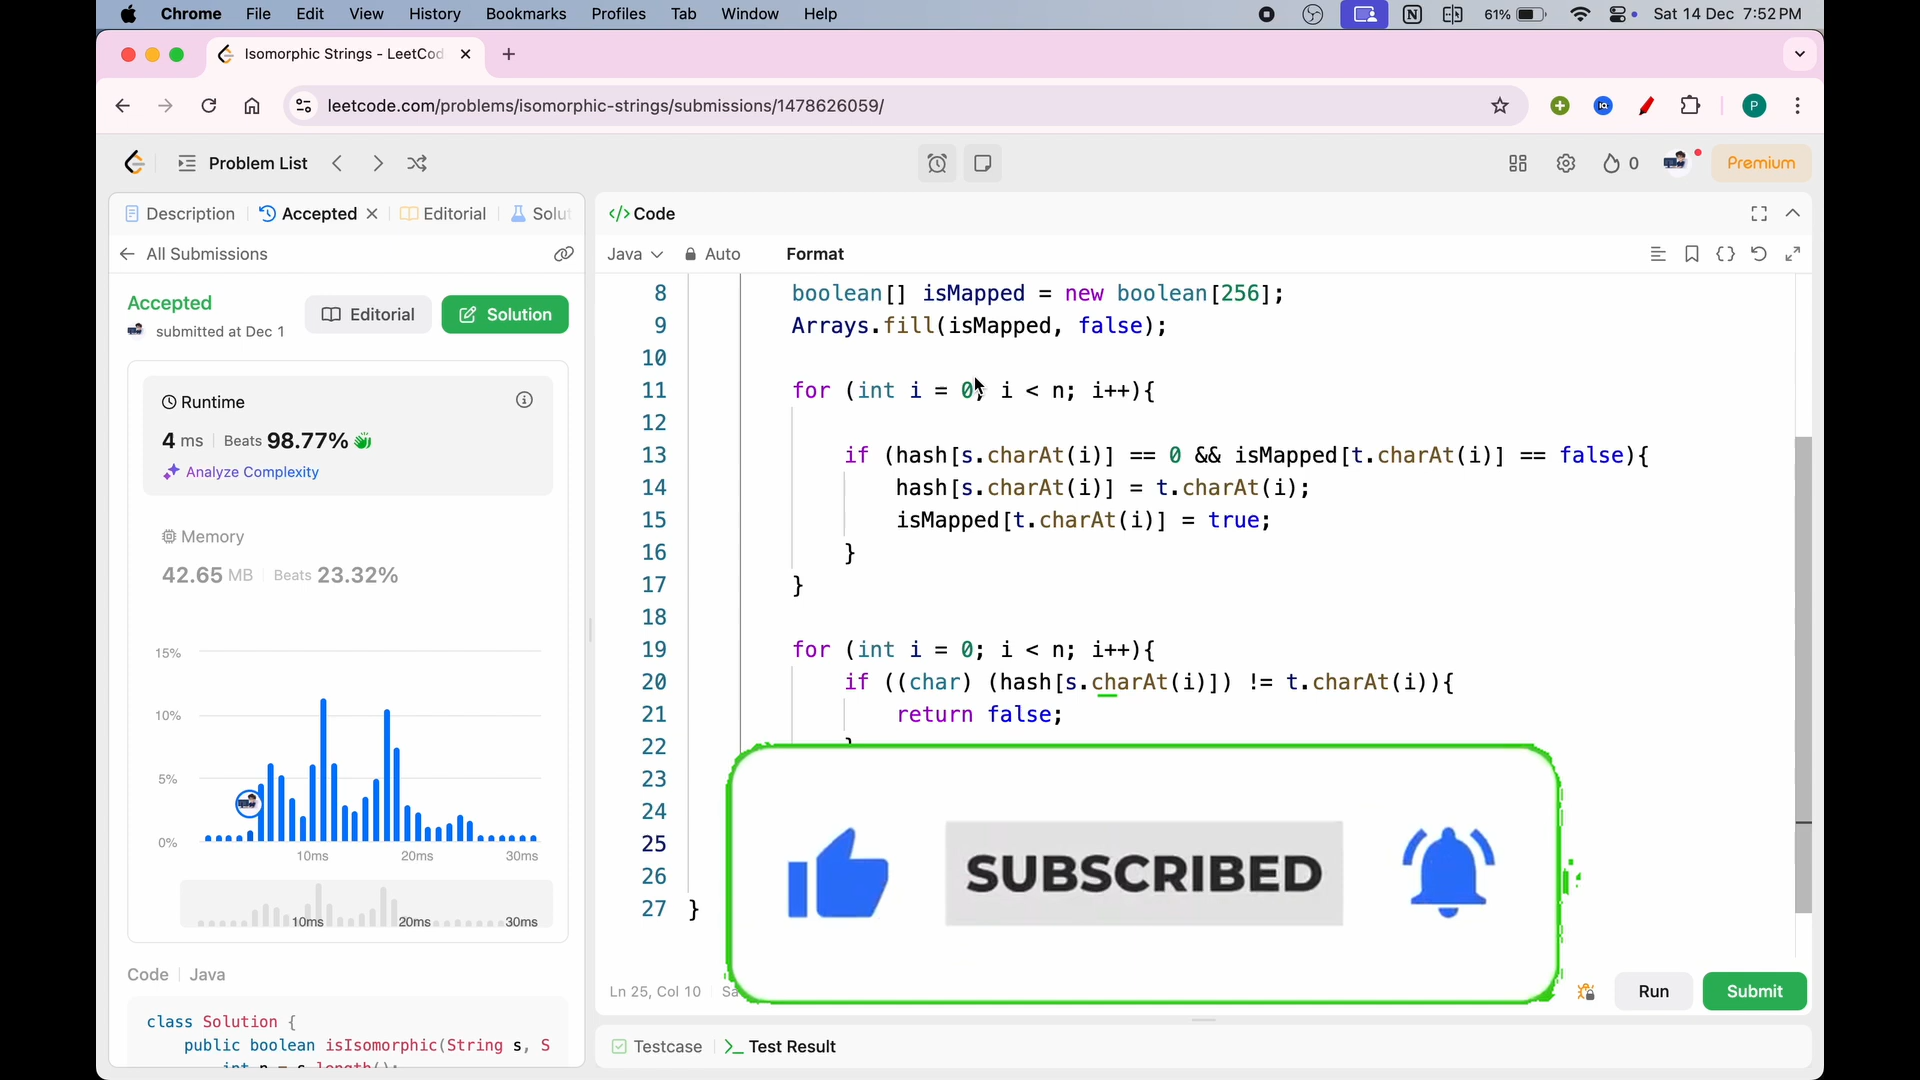 Chrome File Edit View History Bookmarks Profiles Tab Window Help 61% Sat 14 Dec 7:52 PM
Isomorphic Strings - LeetCod
leetcode.com/problems/isomorphic-strings/submissions/1478626059/
Problem List 0 Premium
Description Accepted Editorial Solut
All Submissions
Accepted
submitted at Dec 1
Editorial Solution
Runtime
4 ms Beats 98.77%
Analyze Complexity
Memory
42.65 MB Beats 23.32%
15%
10%
5%
0%
10ms 20ms 30ms
10ms 20ms 30ms
Code Java
class Solution {
public boolean isIsomorphic(String s, S
</> Code
Java Auto Format
8 boolean[] isMapped = new boolean[256];
9 Arrays.fill(isMapped, false);
10
11 for (int i = 0; i < n; i++){
12
13 if (hash[s.charAt(i)] == 0 && isMapped[t.charAt(i)] == false){
14 hash[s.charAt(i)] = t.charAt(i);
15 isMapped[t.charAt(i)] = true;
16 }
17 }
18
19 for (int i = 0; i < n; i++){
20 if ((char) (hash[s.charAt(i)]) != t.charAt(i)){
21 return false;
22
23
24
25
26
27 }
SUBSCRIBED
Ln 25, Col 10 Sa
Run Submit
Testcase Test Result